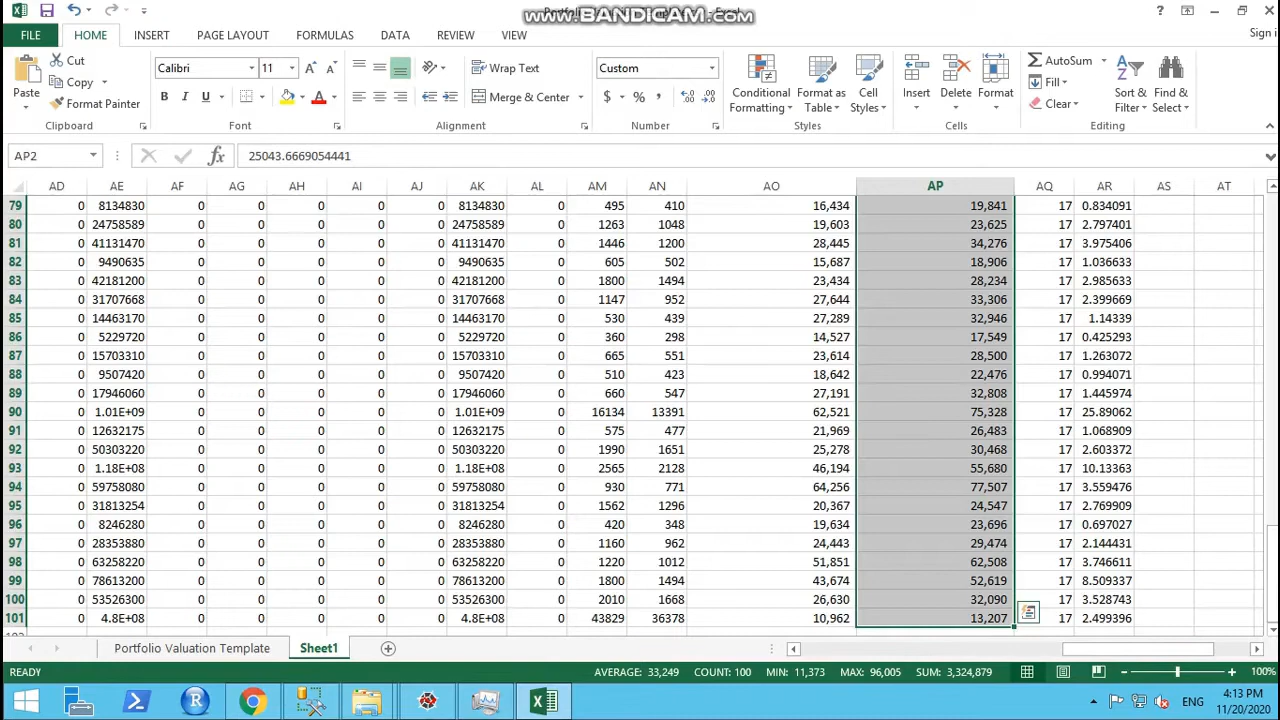 www.BANDICAM.com
Sign i
FILE HOME INSERT PAGE LAYOUT FORMULAS DATA REVIEW VIEW
Cut
Copy
Format Painter
Paste
Clipboard
Calibri 11
B I U
Font
Wrap Text
Merge & Center
Alignment
Custom
$ % ,
Number
Conditional Formatting
Format as Table
Cell Styles
Styles
Insert Delete Format
Cells
AutoSum
Fill
Clear
Sort & Filter
Find & Select
Editing
AP2 fx 25043.6669054441
AD AE AF AG AH AI AJ AK AL AM AN AO AP AQ AR AS AT
79 0 8134830 0 0 0 0 0 8134830 0 495 410 16,434 19,841 17 0.834091
80 0 24758589 0 0 0 0 0 24758589 0 1263 1048 19,603 23,625 17 2.797401
81 0 41131470 0 0 0 0 0 41131470 0 1446 1200 28,445 34,276 17 3.975406
82 0 9490635 0 0 0 0 0 9490635 0 605 502 15,687 18,906 17 1.036633
83 0 42181200 0 0 0 0 0 42181200 0 1800 1494 23,434 28,234 17 2.985633
84 0 31707668 0 0 0 0 0 31707668 0 1147 952 27,644 33,306 17 2.399669
85 0 14463170 0 0 0 0 0 14463170 0 530 439 27,289 32,946 17 1.14339
86 0 5229720 0 0 0 0 0 5229720 0 360 298 14,527 17,549 17 0.425293
87 0 15703310 0 0 0 0 0 15703310 0 665 551 23,614 28,500 17 1.263072
88 0 9507420 0 0 0 0 0 9507420 0 510 423 18,642 22,476 17 0.994071
89 0 17946060 0 0 0 0 0 17946060 0 660 547 27,191 32,808 17 1.445974
90 0 1.01E+09 0 0 0 0 0 1.01E+09 0 16134 13391 62,521 75,328 17 25.89062
91 0 12632175 0 0 0 0 0 12632175 0 575 477 21,969 26,483 17 1.068909
92 0 50303220 0 0 0 0 0 50303220 0 1990 1651 25,278 30,468 17 2.603372
93 0 1.18E+08 0 0 0 0 0 1.18E+08 0 2565 2128 46,194 55,680 17 10.13363
94 0 59758080 0 0 0 0 0 59758080 0 930 771 64,256 77,507 17 3.559476
95 0 31813254 0 0 0 0 0 31813254 0 1562 1296 20,367 24,547 17 2.769909
96 0 8246280 0 0 0 0 0 8246280 0 420 348 19,634 23,696 17 0.697027
97 0 28353880 0 0 0 0 0 28353880 0 1160 962 24,443 29,474 17 2.144431
98 0 63258220 0 0 0 0 0 63258220 0 1220 1012 51,851 62,508 17 3.746611
99 0 78613200 0 0 0 0 0 78613200 0 1800 1494 43,674 52,619 17 8.509337
100 0 53526300 0 0 0 0 0 53526300 0 2010 1668 26,630 32,090 17 3.528743
101 0 4.8E+08 0 0 0 0 0 4.8E+08 0 43829 36378 10,962 13,207 17 2.499396
Portfolio Valuation Template Sheet1
READY AVERAGE: 33,249 COUNT: 100 MIN: 11,373 MAX: 96,005 SUM: 3,324,879 100%
ENG
4:13 PM
11/20/2020